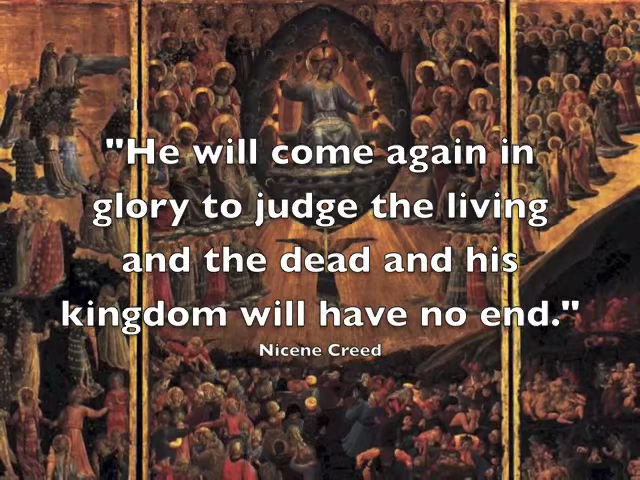 "He will come again in
glory to judge the living
and the dead and his
kingdom will have no end."
Nicene Creed